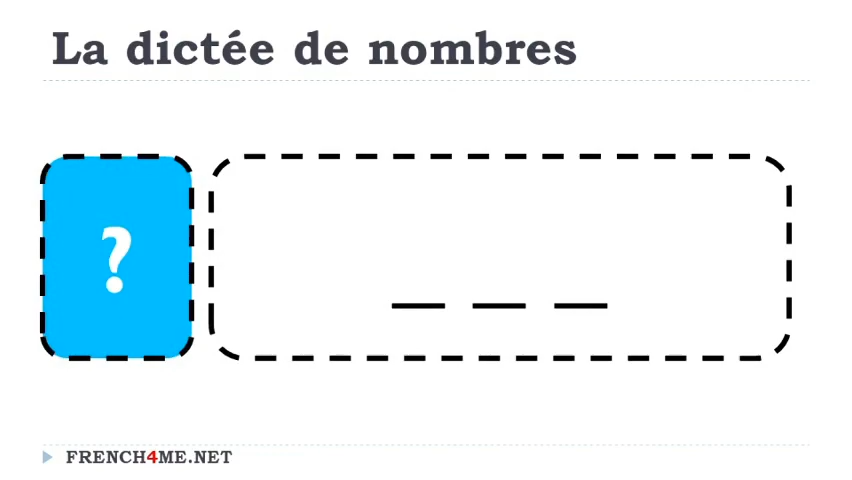 La dictée de nombres
?
_ _ _
FRENCH4ME.NET